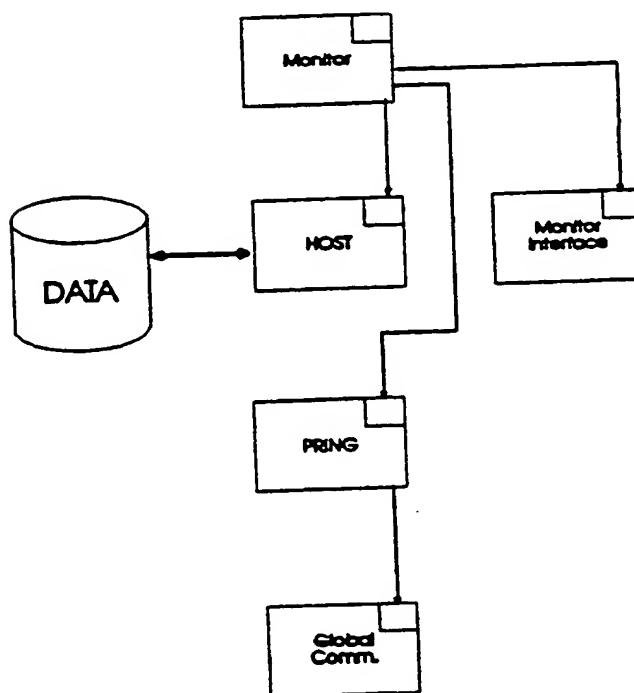 Monitor
HOST
Monitor
Interface
DATA
PRING
Global
Comm.